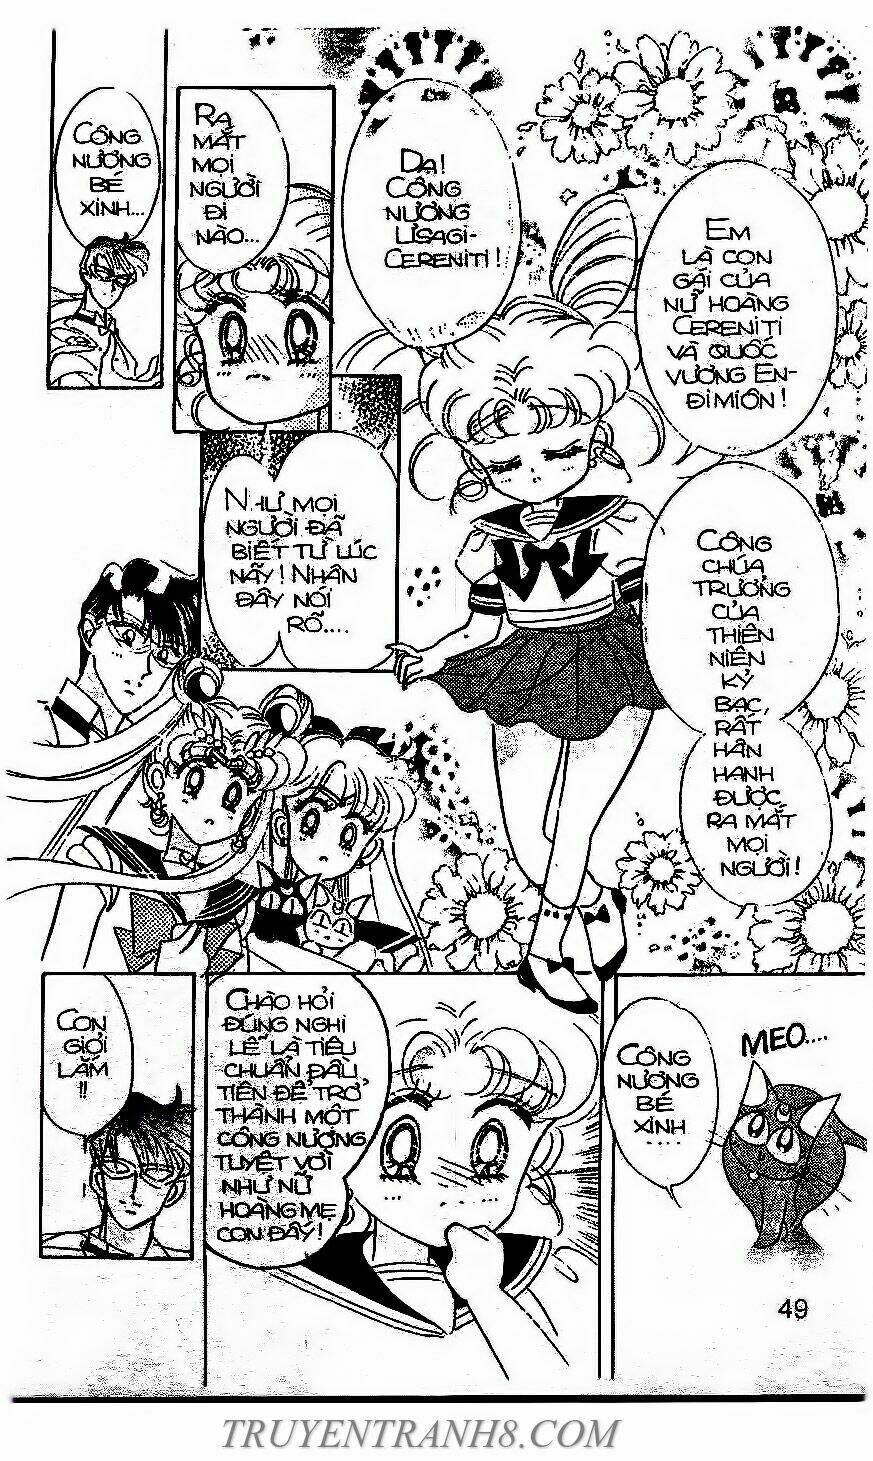 CÔNG
NƯƠNG
BÉ
XINH...
RA
MẮT
MỌI
NGƯỜI
ĐI
NÀO...
DẠ!
CÔNG
NƯƠNG
USAGI-
CERENITI!
EM
LÀ CON
GÁI CỦA
NỮ HOÀNG
CERENITI
VÀ QUỐC
VƯƠNG EN-
ĐIMIÔN!
NHƯ MỌI
NGƯỜI ĐÃ
BIẾT TỪ LÚC
NÃY! NHÂN
ĐÂY NÓI
RÕ....
CÔNG
CHÚA
TRƯỞNG
CỦA
THIÊN
NIÊN
KỶ
BẠC,
RẤT
HÂN
HẠNH
ĐƯỢC
RA MẮT
MỌI
NGƯỜI!
CON
GIỎI
LẮM
!!
CHÀO HỎI
ĐÚNG NGHI
LỄ LÀ TIÊU
CHUẨN ĐẦU
TIÊN ĐỂ TRỞ
THÀNH MỘT
CÔNG NƯƠNG
TUYỆT VỜI
NHƯ NỮ
HOÀNG MẸ
CON ĐẤY!
CÔNG
NƯƠNG
BÉ
XINH
....
MEO....
49
TRUYENTRANH8.COM